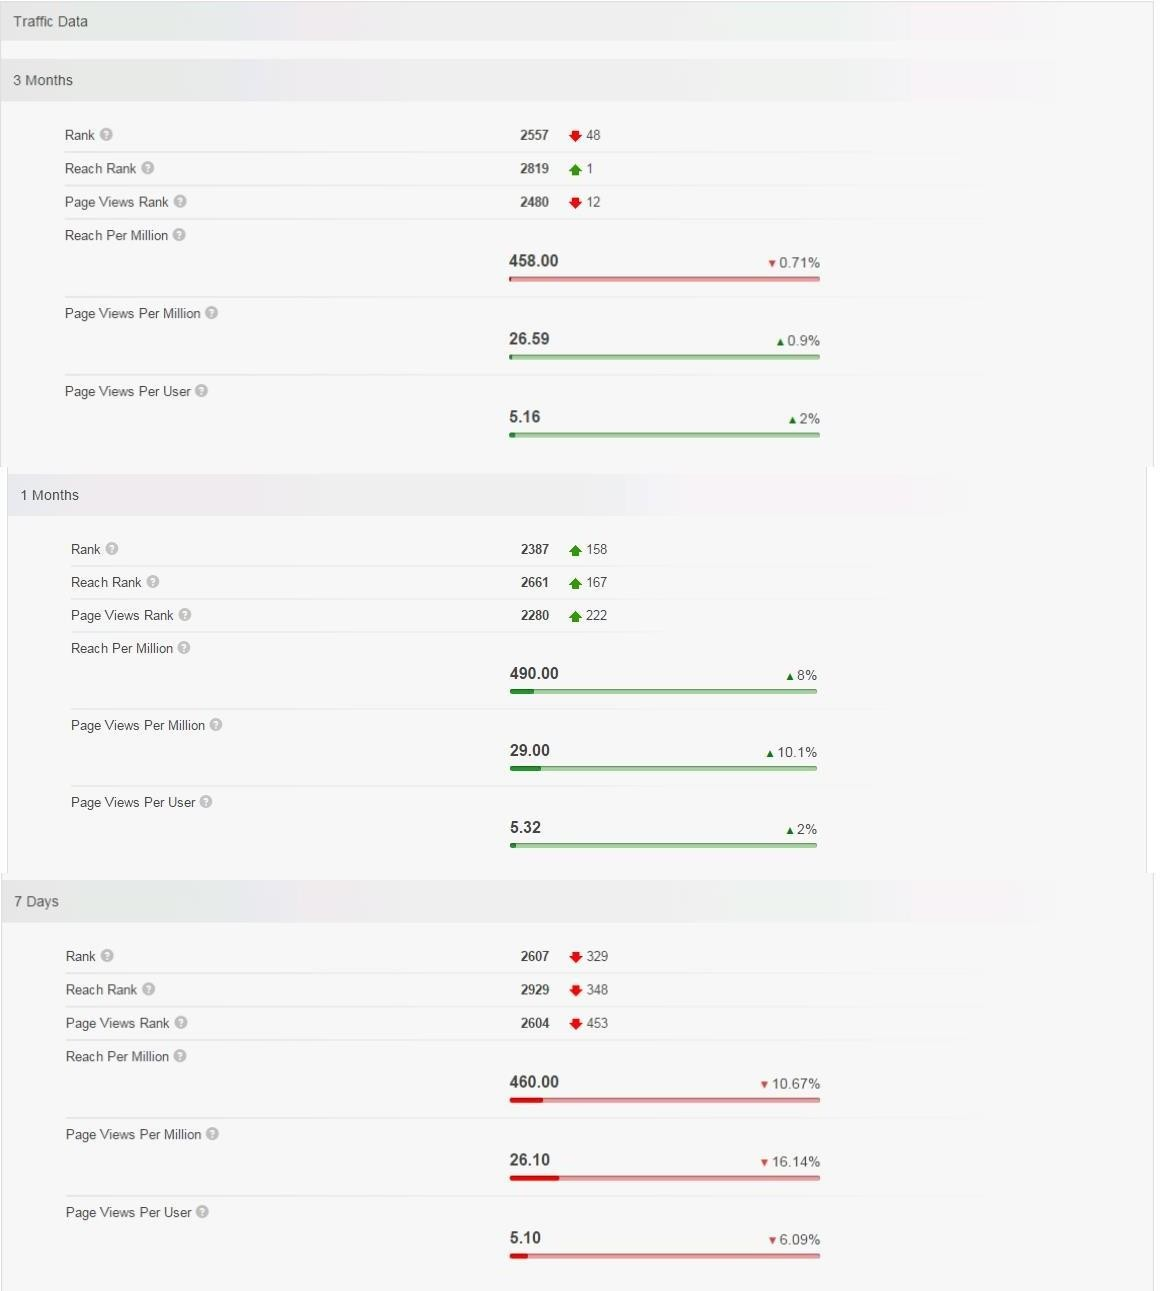 Traffic Data
3 Months
Rank ? 2557 48
Reach Rank ? 2819 1
Page Views Rank ? 2480 12
Reach Per Million ?
458.00 ▼ 0.71%
Page Views Per Million ?
26.59 ▲ 0.9%
Page Views Per User ?
5.16 ▲ 2%
1 Months
Rank ? 2387 158
Reach Rank ? 2661 167
Page Views Rank ? 2280 222
Reach Per Million ?
490.00 ▲ 8%
Page Views Per Million ?
29.00 ▲ 10.1%
Page Views Per User ?
5.32 ▲ 2%
7 Days
Rank ? 2607 329
Reach Rank ? 2929 348
Page Views Rank ? 2604 453
Reach Per Million ?
460.00 ▼ 10.67%
Page Views Per Million ?
26.10 ▼ 16.14%
Page Views Per User ?
5.10 ▼ 6.09%